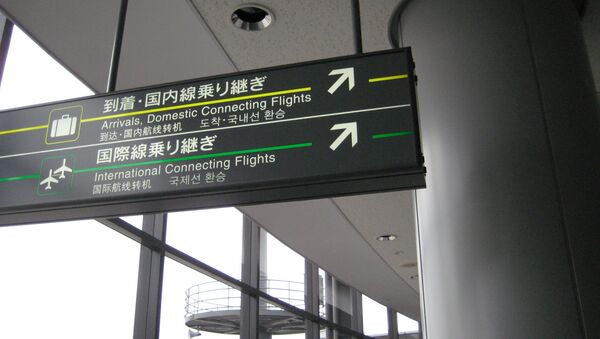 到着・国内線乗り継ぎ
Arrivals, Domestic Connecting Flights
到达・国内航线转机 도착・국내선 환승
国際線乗り継ぎ
International Connecting Flights
国际航线转机 국제선 환승